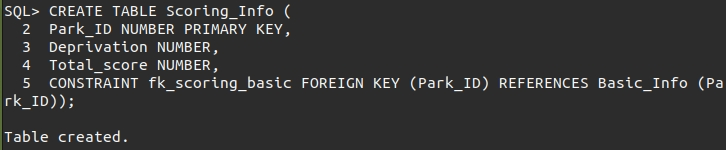 SQL> CREATE TABLE Scoring_Info (
  2  Park_ID NUMBER PRIMARY KEY,
  3  Deprivation NUMBER,
  4  Total_score NUMBER,
  5  CONSTRAINT fk_scoring_basic FOREIGN KEY (Park_ID) REFERENCES Basic_Info (Pa
rk_ID));
Table created.